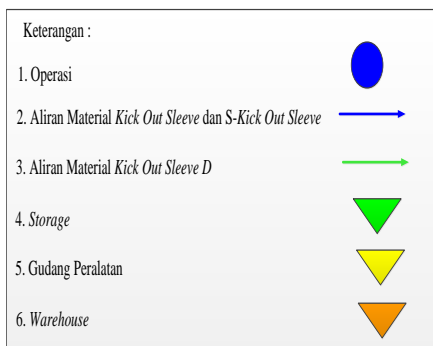 Keterangan :
1. Operasi
2. Aliran Material Kick Out Sleeve dan S-Kick Out Sleeve
3. Aliran Material Kick Out Sleeve D
4. Storage
5. Gudang Peralatan
6. Warehouse